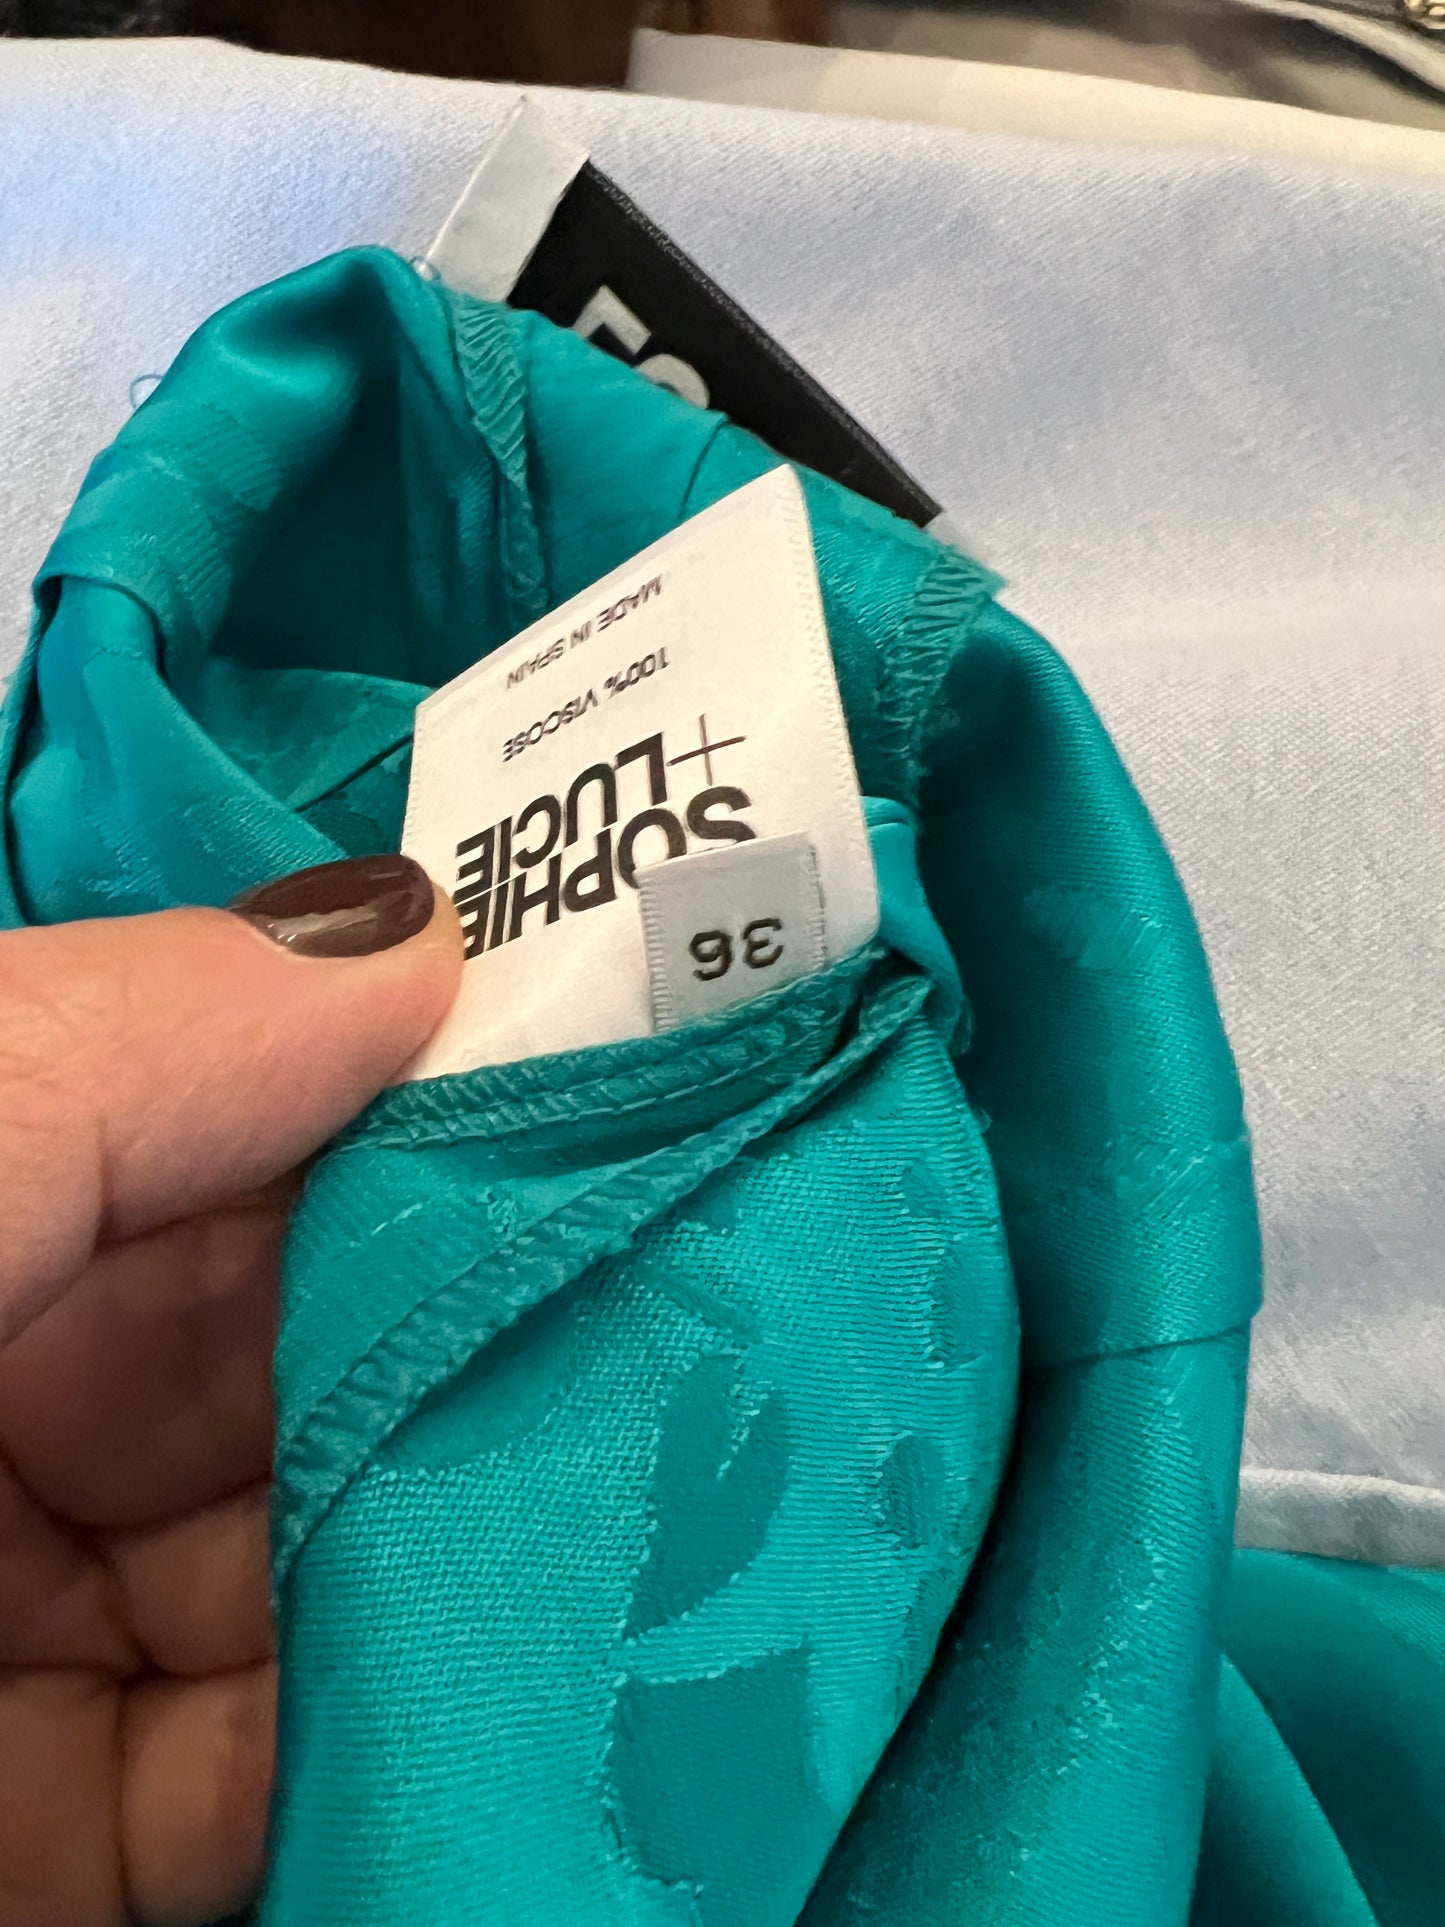 SOPHIE
+LUCIE
100% VISCOSE
MADE IN SPAIN
36